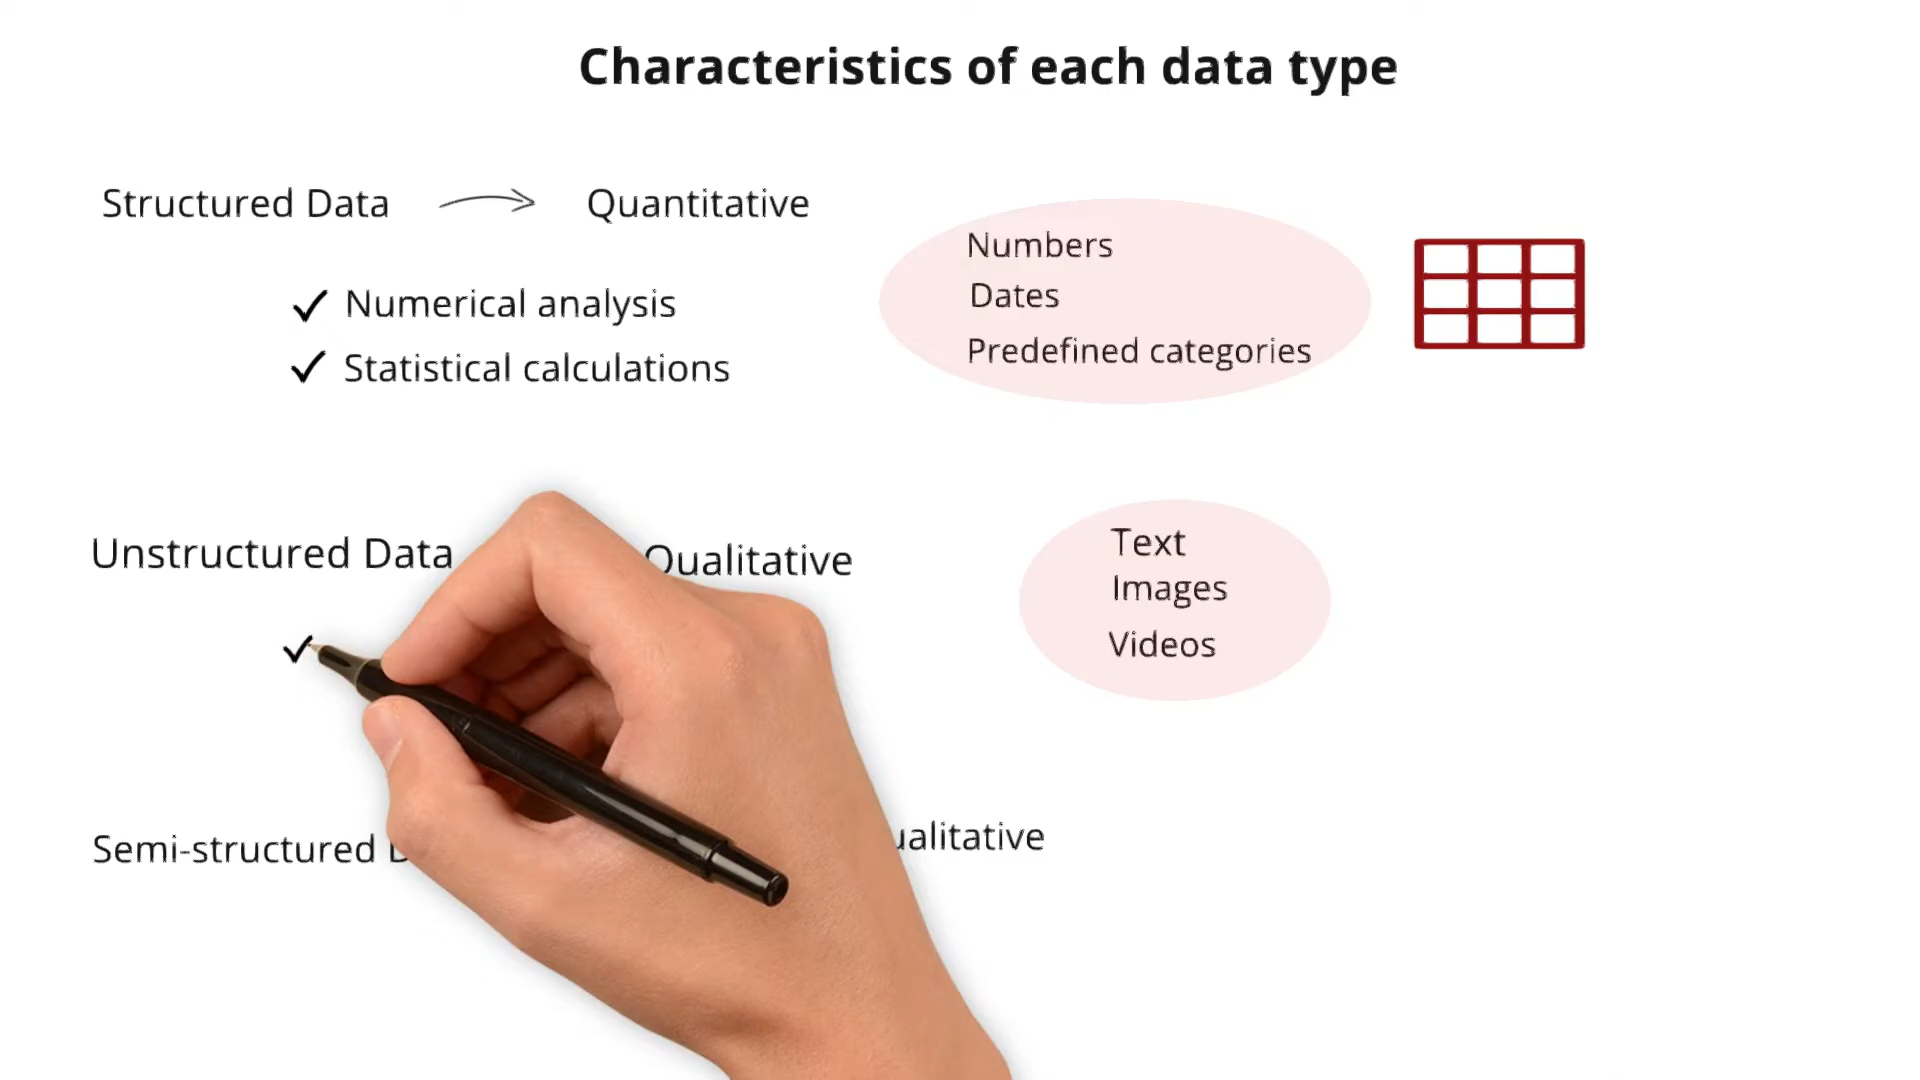 Characteristics of each data type
Structured Data Quantitative
Numbers
Numerical analysis
Dates
Predefined categories
Statistical calculations
Unstructured Data Qualitative
Text
Images
Videos
Semi-structured